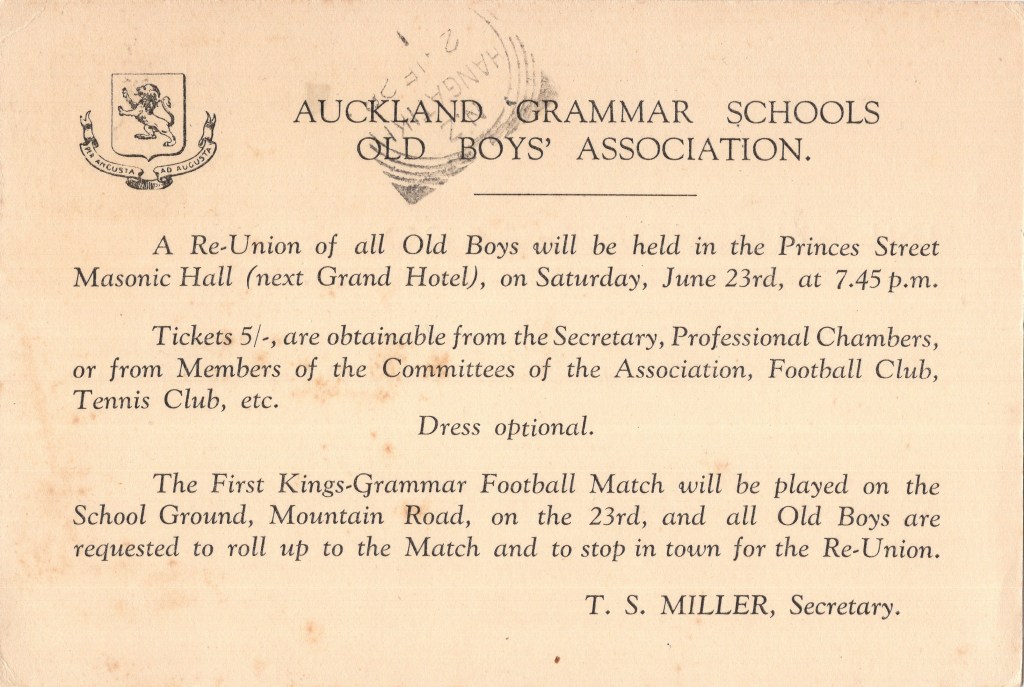 AUCKLAND GRAMMAR SCHOOLS
OLD BOYS' ASSOCIATION.
PER ANGUSTA AD AUGUSTA
A Re-Union of all Old Boys will be held in the Princes Street
Masonic Hall (next Grand Hotel), on Saturday, June 23rd, at 7.45 p.m.
Tickets 5/-, are obtainable from the Secretary, Professional Chambers,
or from Members of the Committees of the Association, Football Club,
Tennis Club, etc.
Dress optional.
The First Kings-Grammar Football Match will be played on the
School Ground, Mountain Road, on the 23rd, and all Old Boys are
requested to roll up to the Match and to stop in town for the Re-Union.
T. S. MILLER, Secretary.